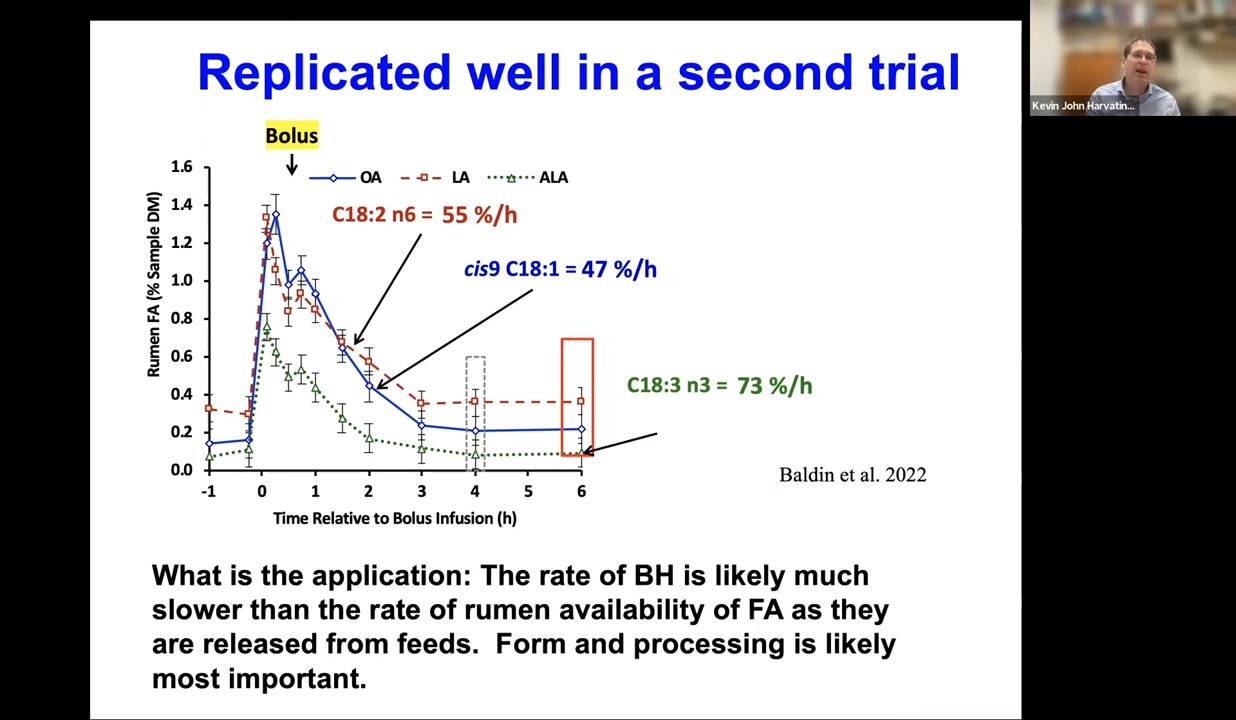 Replicated well in a second trial
Kevin John Harvatin...
Bolus
OA LA ALA
C18:2 n6 = 55 %/h
cis9 C18:1 = 47 %/h
C18:3 n3 = 73 %/h
Rumen FA (% Sample DM)
1.6
1.4
1.2
1.0
0.8
0.6
0.4
0.2
0.0
-1 0 1 2 3 4 5 6
Time Relative to Bolus Infusion (h)
Baldin et al. 2022
What is the application: The rate of BH is likely much
slower than the rate of rumen availability of FA as they
are released from feeds. Form and processing is likely
most important.